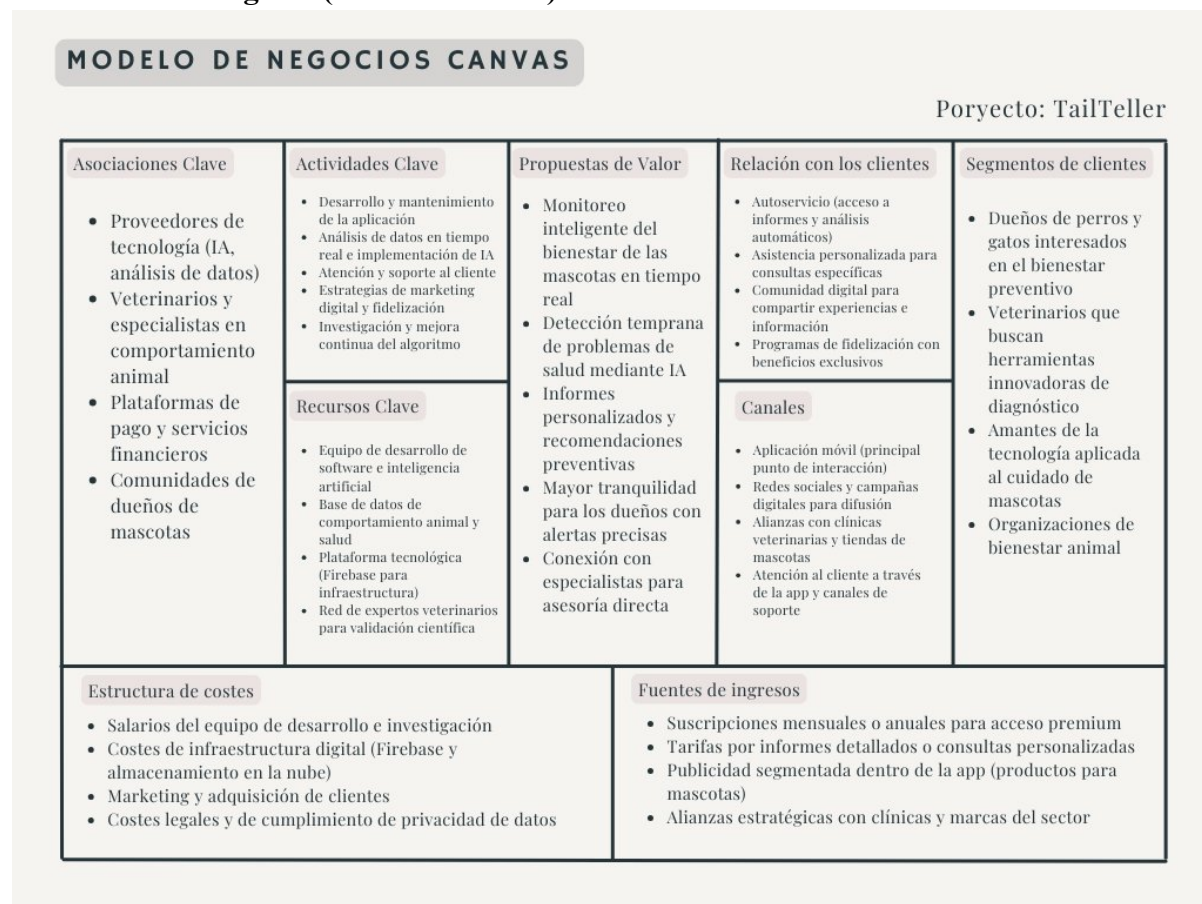 MODELO DE NEGOCIOS CANVAS
Poryecto: TailTeller
Asociaciones Clave
• Proveedores de
tecnología (IA,
análisis de datos)
• Veterinarios y
especialistas en
comportamiento
animal
• Plataformas de
pago y servicios
financieros
• Comunidades de
dueños de
mascotas
Actividades Clave
• Desarrollo y mantenimiento
de la aplicación
• Análisis de datos en tiempo
real e implementación de IA
• Atención y soporte al cliente
• Estrategias de marketing
digital y fidelización
• Investigación y mejora
continua del algoritmo
Recursos Clave
• Equipo de desarrollo de
software e inteligencia
artificial
• Base de datos de
comportamiento animal y
salud
• Plataforma tecnológica
(Firebase para
infraestructura)
• Red de expertos veterinarios
para validación científica
Propuestas de Valor
• Monitoreo
inteligente del
bienestar de las
mascotas en tiempo
real
• Detección temprana
de problemas de
salud mediante IA
• Informes
personalizados y
recomendaciones
preventivas
• Mayor tranquilidad
para los dueños con
alertas precisas
• Conexión con
especialistas para
asesoría directa
Relación con los clientes
• Autoservicio (acceso a
informes y análisis
automáticos)
• Asistencia personalizada para
consultas específicas
• Comunidad digital para
compartir experiencias e
información
• Programas de fidelización con
beneficios exclusivos
Canales
• Aplicación móvil (principal
punto de interacción)
• Redes sociales y campañas
digitales para difusión
• Alianzas con clínicas
veterinarias y tiendas de
mascotas
• Atención al cliente a través
de la app y canales de
soporte
Segmentos de clientes
• Dueños de perros y
gatos interesados
en el bienestar
preventivo
• Veterinarios que
buscan
herramientas
innovadoras de
diagnóstico
• Amantes de la
tecnología aplicada
al cuidado de
mascotas
• Organizaciones de
bienestar animal
Estructura de costes
• Salarios del equipo de desarrollo e investigación
• Costes de infraestructura digital (Firebase y
almacenamiento en la nube)
• Marketing y adquisición de clientes
• Costes legales y de cumplimiento de privacidad de datos
Fuentes de ingresos
• Suscripciones mensuales o anuales para acceso premium
• Tarifas por informes detallados o consultas personalizadas
• Publicidad segmentada dentro de la app (productos para
mascotas)
• Alianzas estratégicas con clínicas y marcas del sector